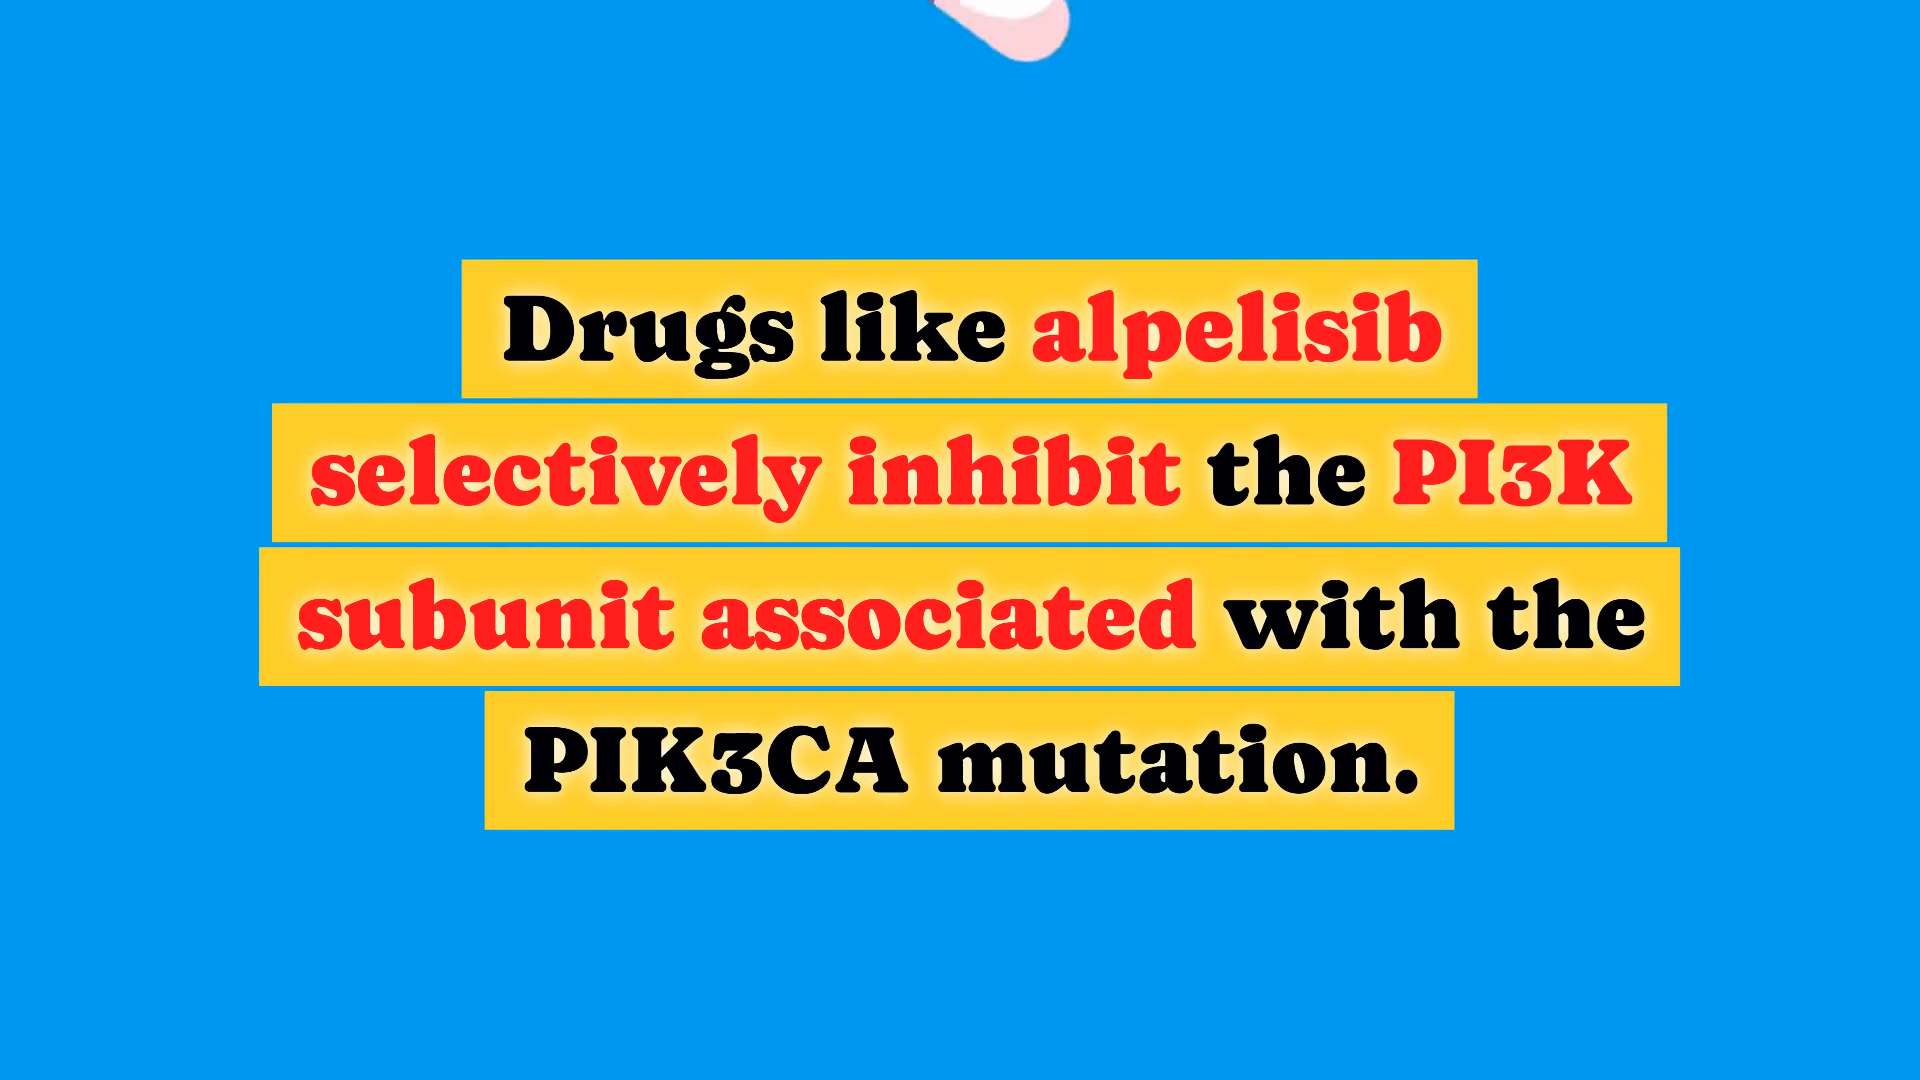 Drugs like alpelisib
selectively inhibit the PI3K
subunit associated with the
PIK3CA mutation.